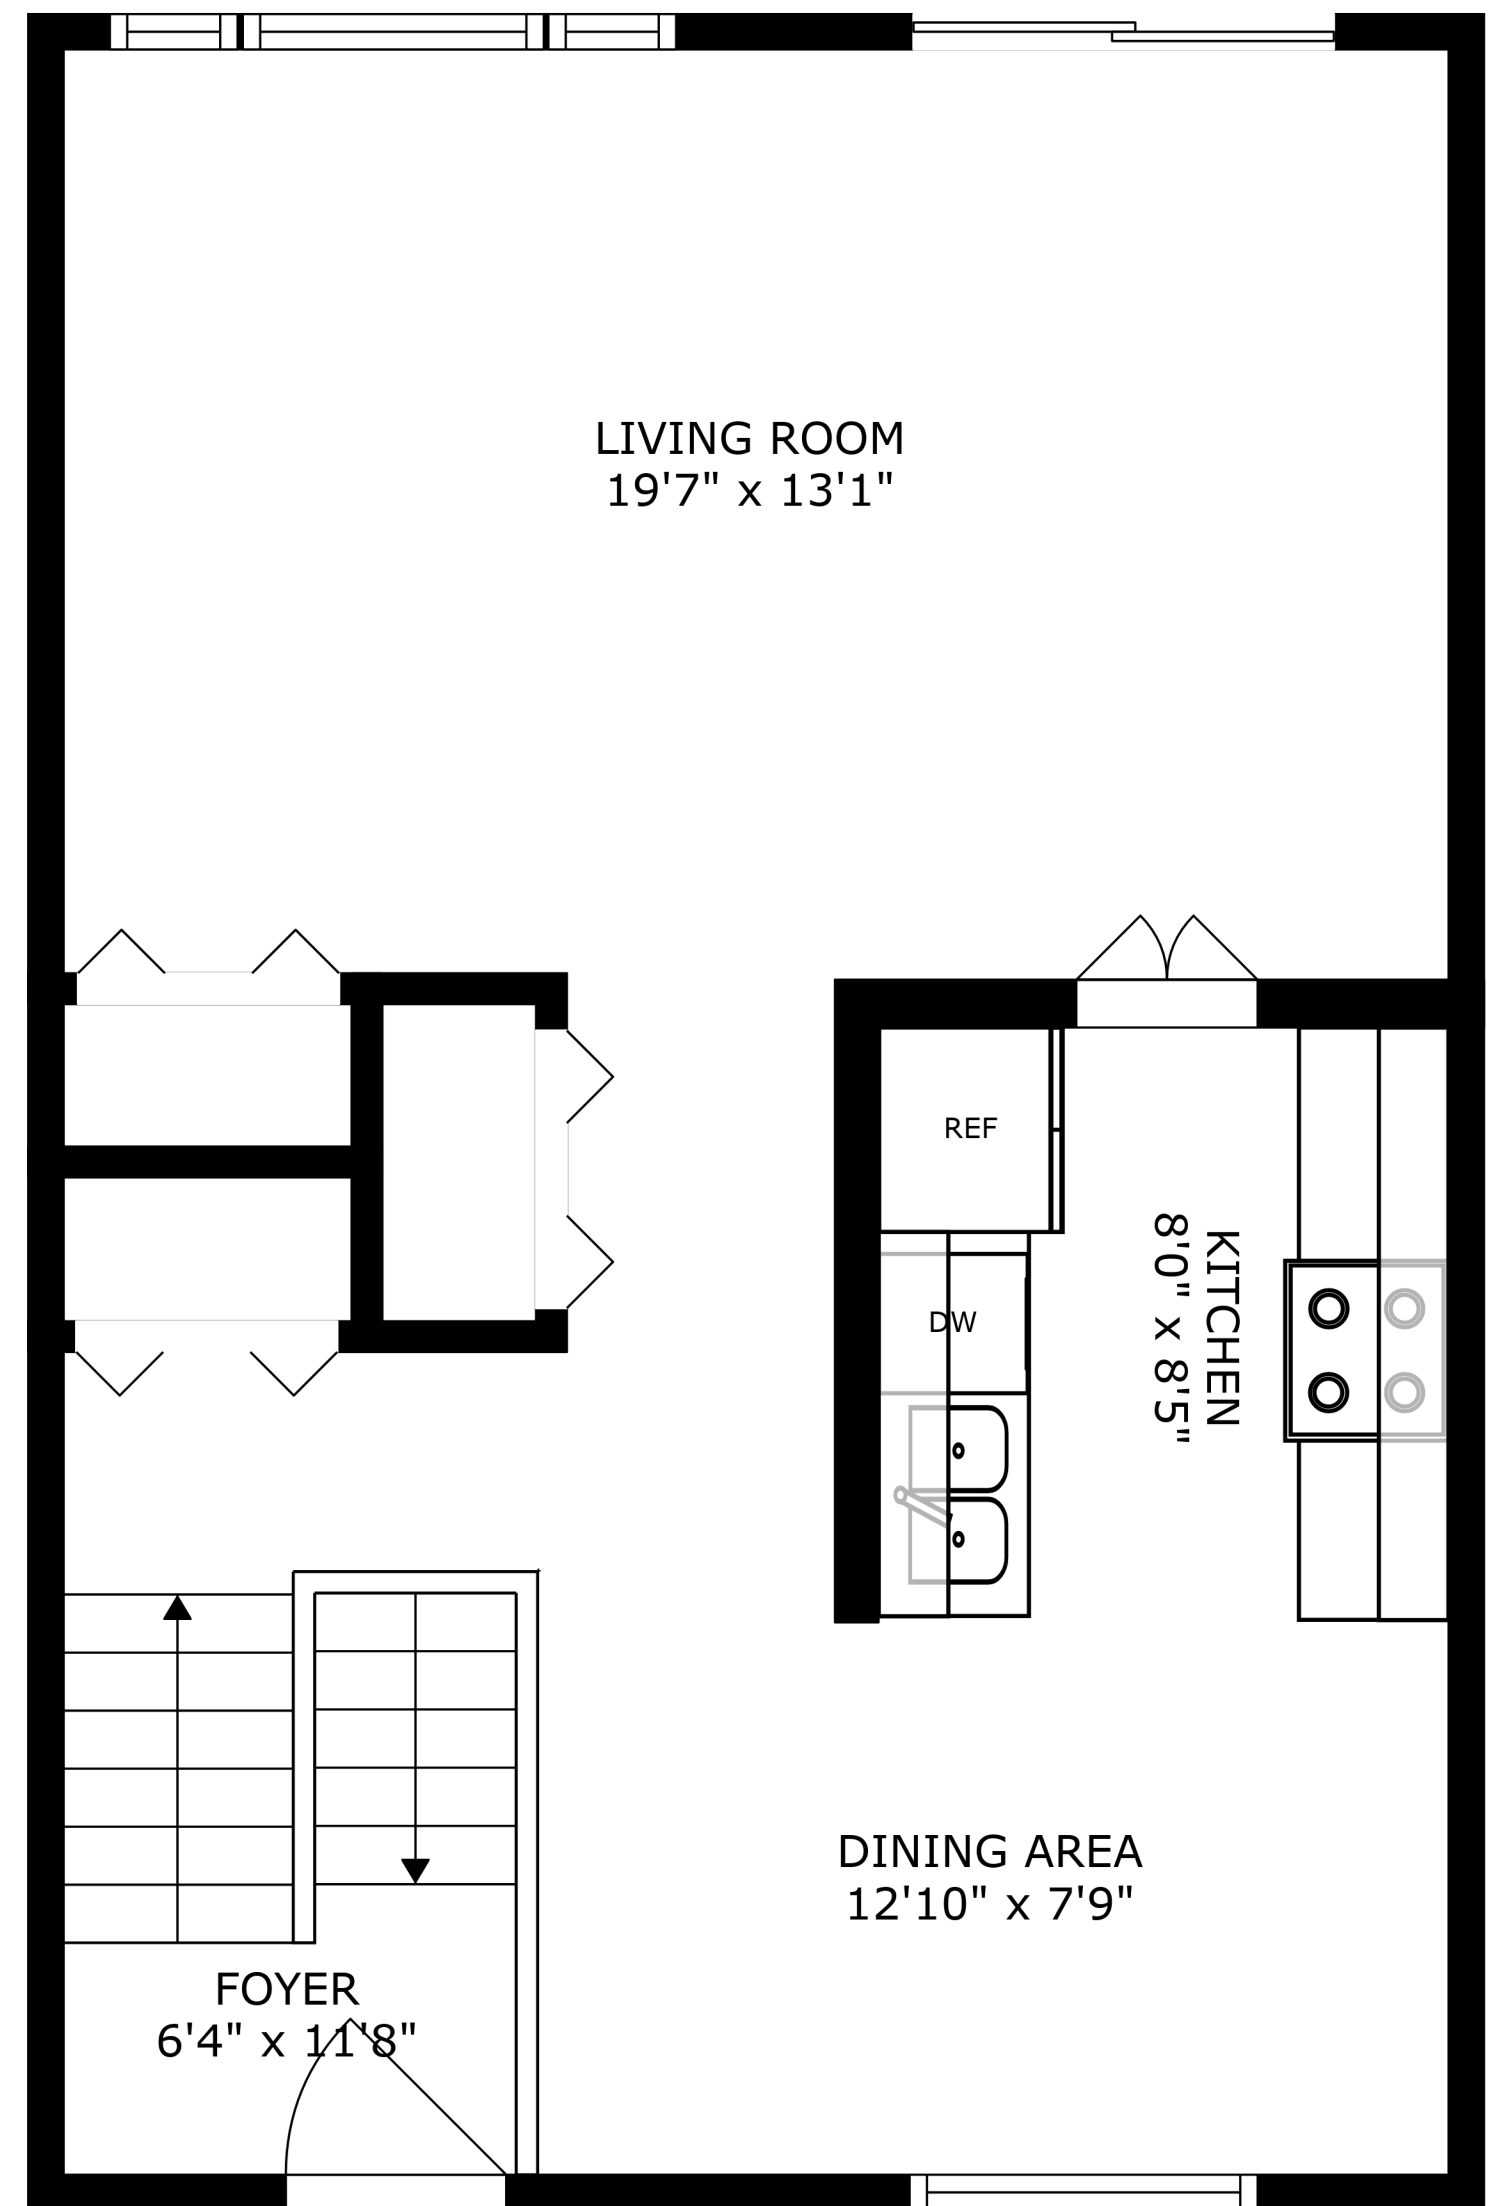 LIVING ROOM
19'7" x 13'1"
REF
DW
KITCHEN
8'0" x 8'5"
DINING AREA
12'10" x 7'9"
FOYER
6'4" x 11'8"